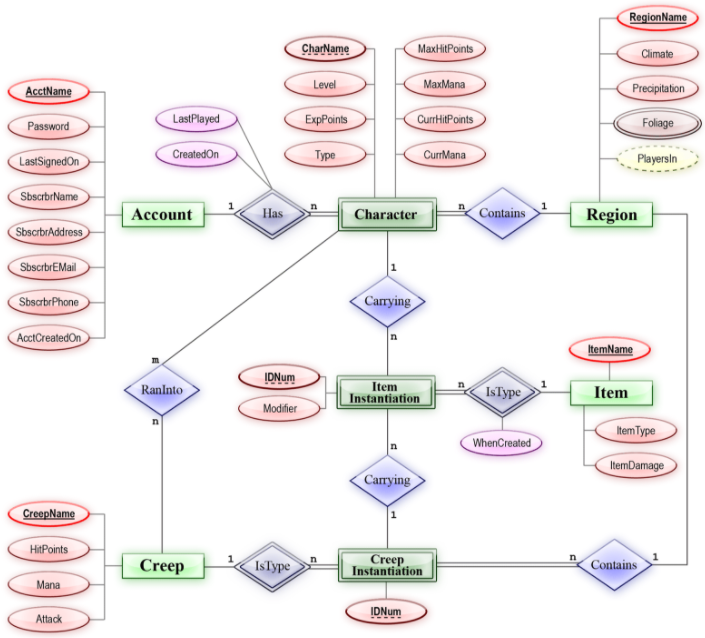 RegionName
CharName
MaxHitPoints
Climate
AcctName
Level
MaxMana
Precipitation
Password
LastPlayed
ExpPoints
CurrHitPoints
Foliage
LastSignedOn
CreatedOn
Type
CurrMana
PlayersIn
SbscrbrName
Account
1
Has
n
Character
n
Contains
1
Region
SbscrbrAddress
SbscrbrEMail
1
SbscrbrPhone
Carrying
AcctCreatedOn
n
ItemName
m
RanInto
n
IDNum
Modifier
Item
Instantiation
n
IsType
1
Item
WhenCreated
ItemType
n
ItemDamage
Carrying
1
CreepName
HitPoints
Mana
Attack
Creep
1
IsType
n
Creep
Instantiation
n
Contains
1
IDNum